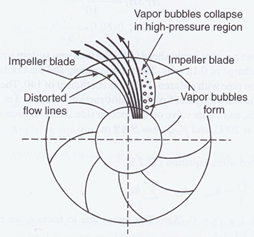 Vapor bubbles collapse
in high-pressure region
Impeller blade
Impeller blade
Distorted
flow lines
Vapor bubbles
form